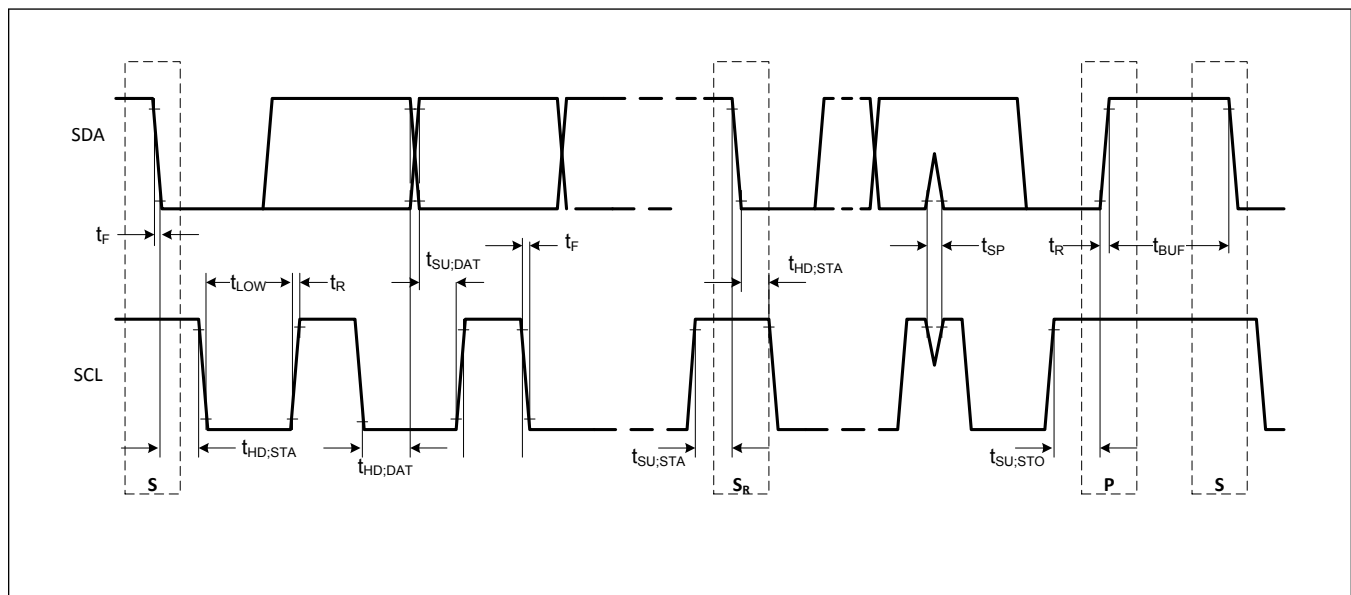 SDA
tF
tLOW
tR
tSU;DAT
tF
tSP
tHD;STA
tR
tBUF
SCL
tHD;STA
tHD;DAT
tSU;STA
tSU;STO
S
SR
P
S